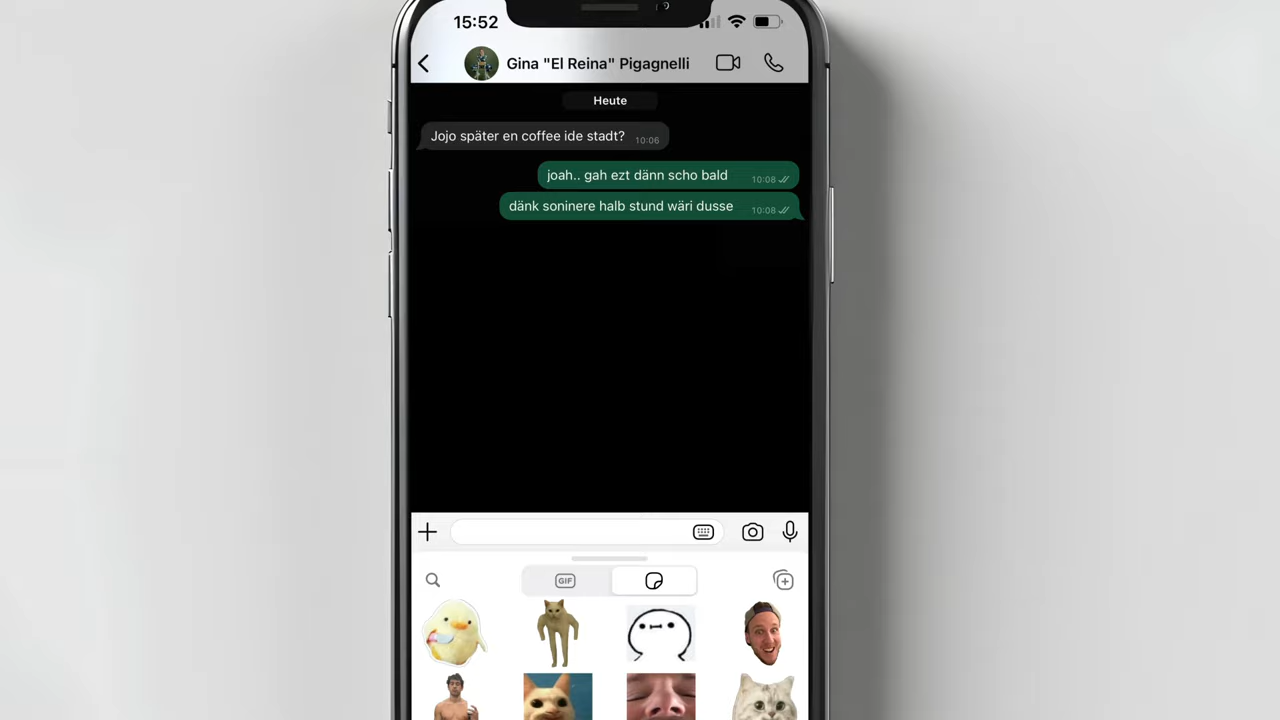 15:52
Gina "El Reina" Pigagnelli
Heute
Jojo später en coffee ide stadt? 10:06
joah.. gah ezt dänn scho bald 10:08
dänk soninere halb stund wäri dusse 10:08
GIF